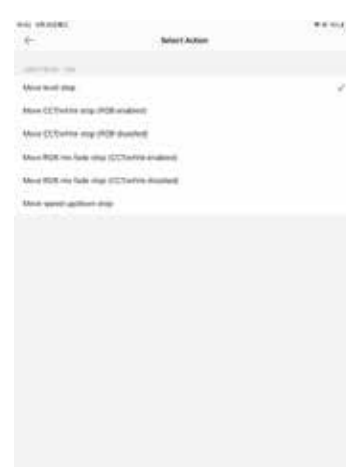 Select Action
Move level stop
Move CCT/white stop (RGB enabled)
Move CCT/white stop (RGB disabled)
Move RGB mix fade stop (CCT/white enabled)
Move RGB mix fade stop (CCT/white disabled)
Move speed up/down stop